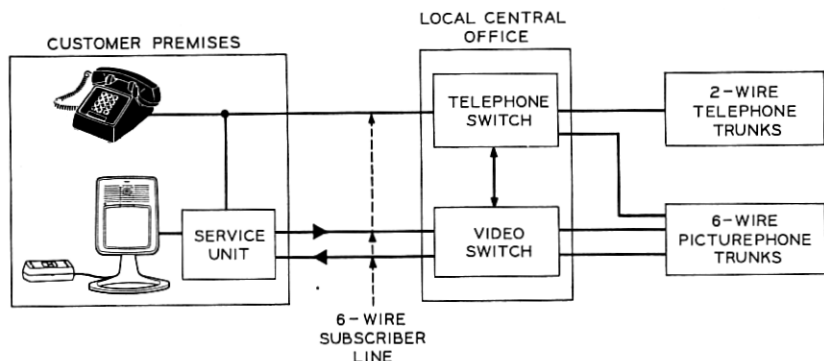 CUSTOMER PREMISES
LOCAL CENTRAL
OFFICE
TELEPHONE
SWITCH
2-WIRE
TELEPHONE
TRUNKS
SERVICE
UNIT
VIDEO
SWITCH
6-WIRE
PICTUREPHONE
TRUNKS
6-WIRE
SUBSCRIBER
LINE